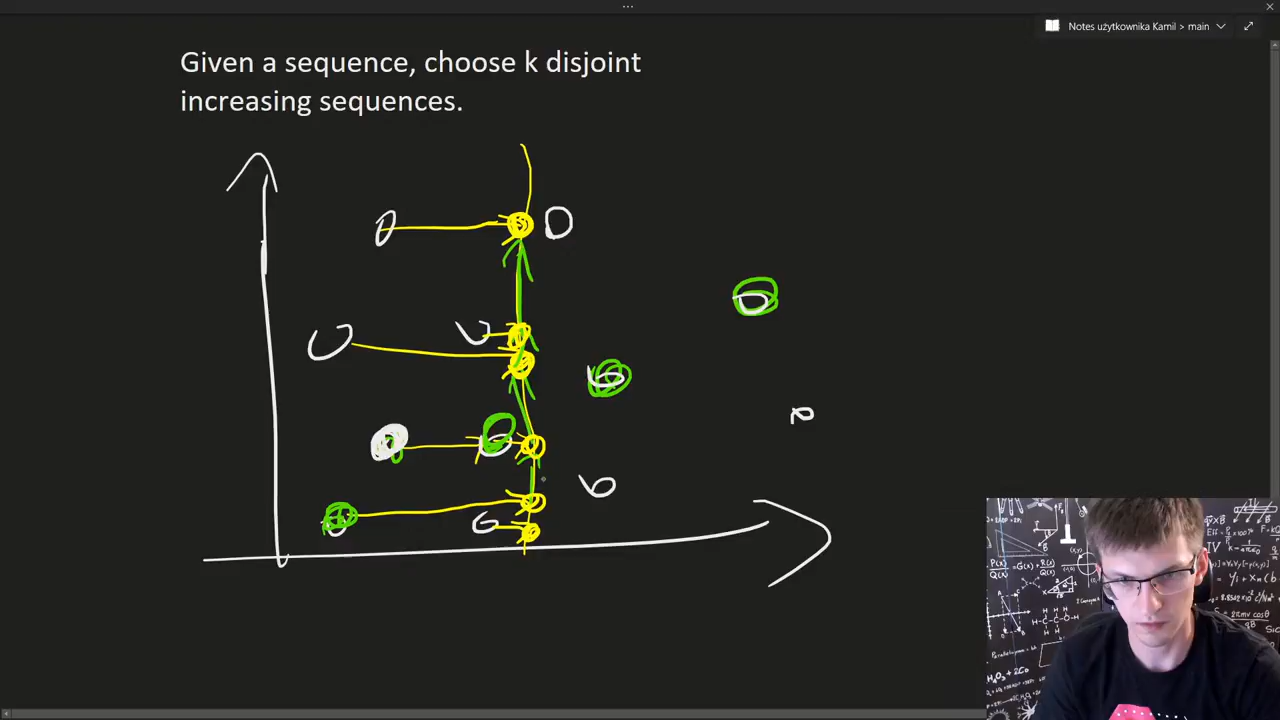 Notes użytkownika Kamil > main
Given a sequence, choose k disjoint
increasing sequences.